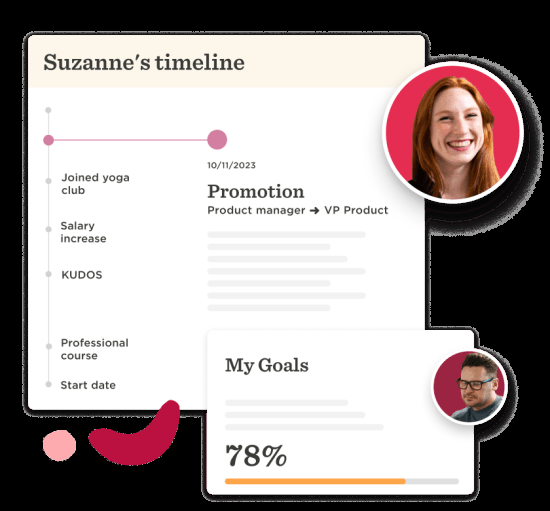 Suzanne's timeline
10/11/2023
Promotion
Product manager ➔ VP Product
Joined yoga
club
Salary
increase
KUDOS
Professional
course
Start date
My Goals
78%